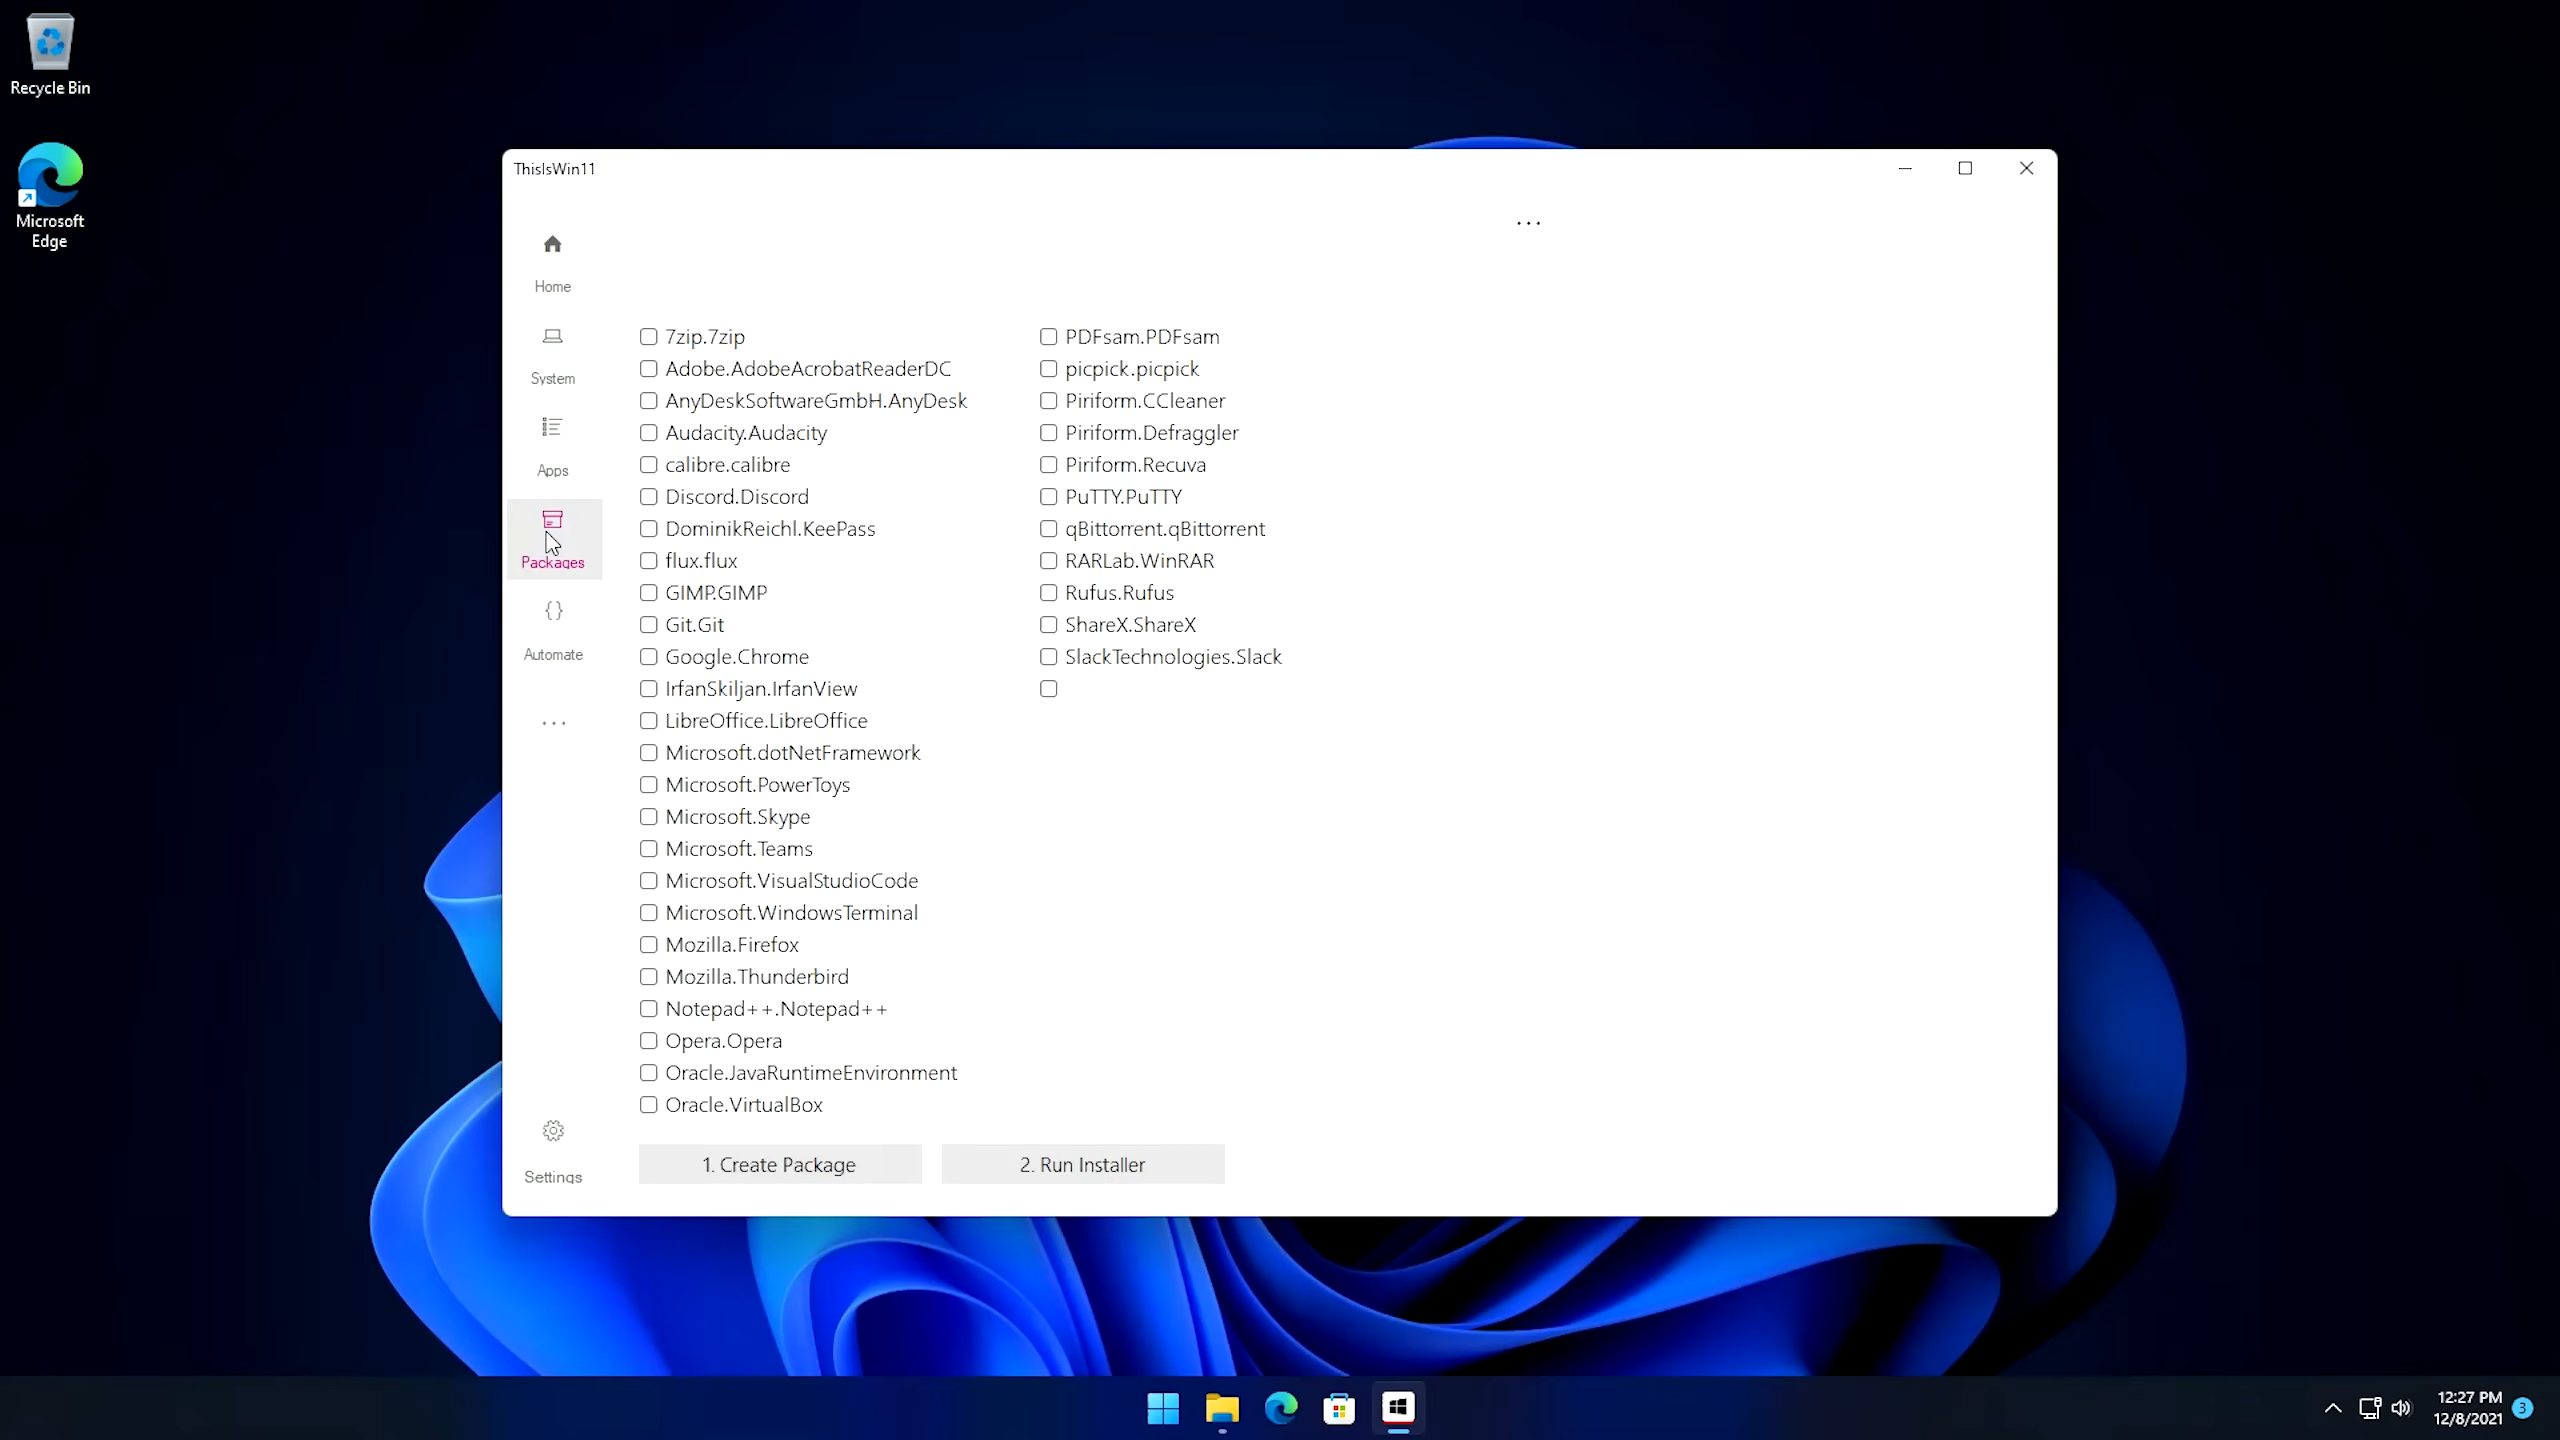 Recycle Bin
Microsoft
Edge
ThisIsWin11
...
Home
System
Apps
Packages
{}
Automate
...
Settings
7zip.7zip
Adobe.AdobeAcrobatReaderDC
AnyDeskSoftwareGmbH.AnyDesk
Audacity.Audacity
calibre.calibre
Discord.Discord
DominikReichl.KeePass
flux.flux
GIMP.GIMP
Git.Git
Google.Chrome
IrfanSkiljan.IrfanView
LibreOffice.LibreOffice
Microsoft.dotNetFramework
Microsoft.PowerToys
Microsoft.Skype
Microsoft.Teams
Microsoft.VisualStudioCode
Microsoft.WindowsTerminal
Mozilla.Firefox
Mozilla.Thunderbird
Notepad++.Notepad++
Opera.Opera
Oracle.JavaRuntimeEnvironment
Oracle.VirtualBox
PDFsam.PDFsam
picpick.picpick
Piriform.CCleaner
Piriform.Defraggler
Piriform.Recuva
PuTTY.PuTTY
qBittorrent.qBittorrent
RARLab.WinRAR
Rufus.Rufus
ShareX.ShareX
SlackTechnologies.Slack
1. Create Package
2. Run Installer
12:27 PM
12/8/2021
3